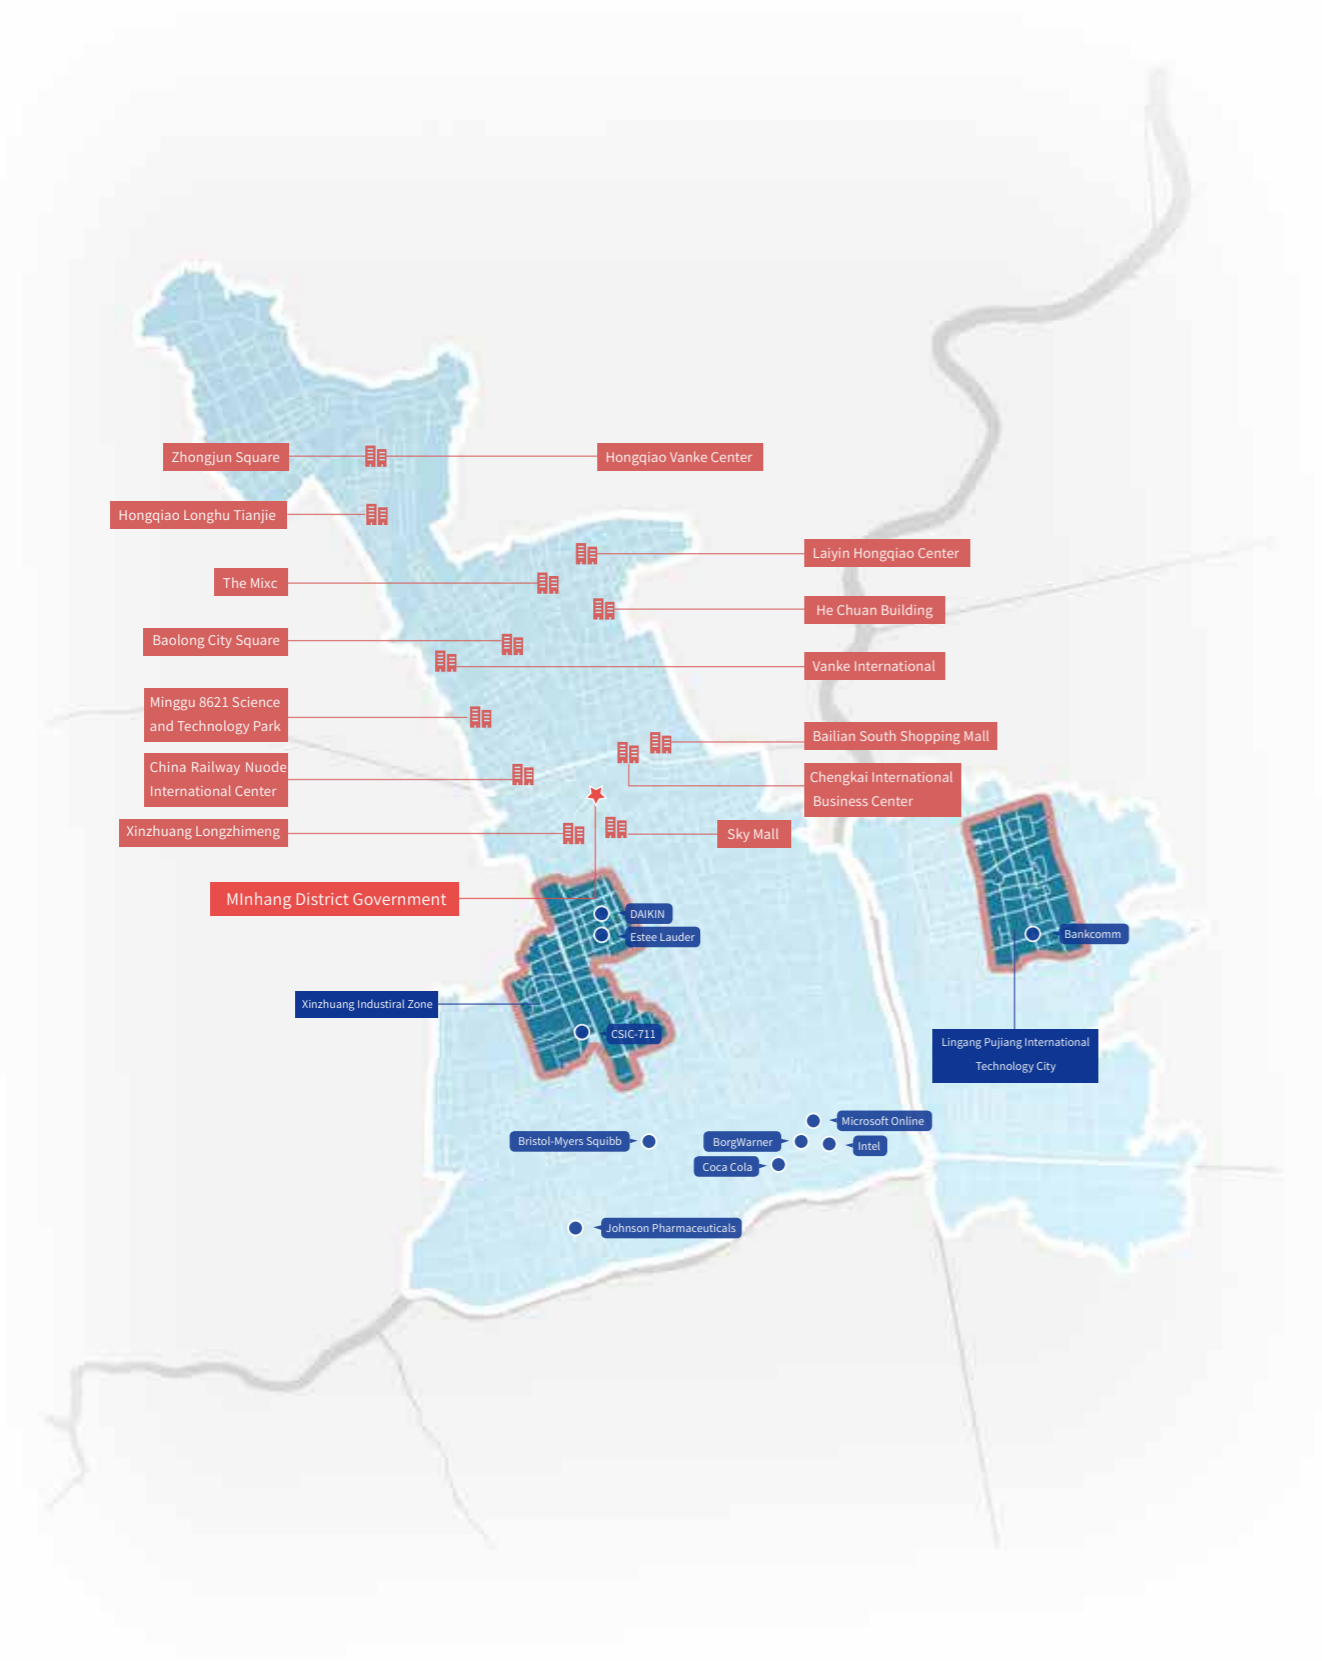 Zhongjun Square
Hongqiao Vanke Center
Hongqiao Longhu Tianjie
Laiyin Hongqiao Center
The Mixc
He Chuan Building
Baolong City Square
Vanke International
Minggu 8621 Science
and Technology Park
Bailian South Shopping Mall
China Railway Nuode
International Center
Chengkai International
Business Center
Xinzhuang Longzhimeng
Sky Mall
MInhang District Government
DAIKIN
Estee Lauder
Bankcomm
Xinzhuang Industiral Zone
CSIC-711
Lingang Pujiang International
Technology City
Microsoft Online
Bristol-Myers Squibb
BorgWarner
Intel
Coca Cola
Johnson Pharmaceuticals